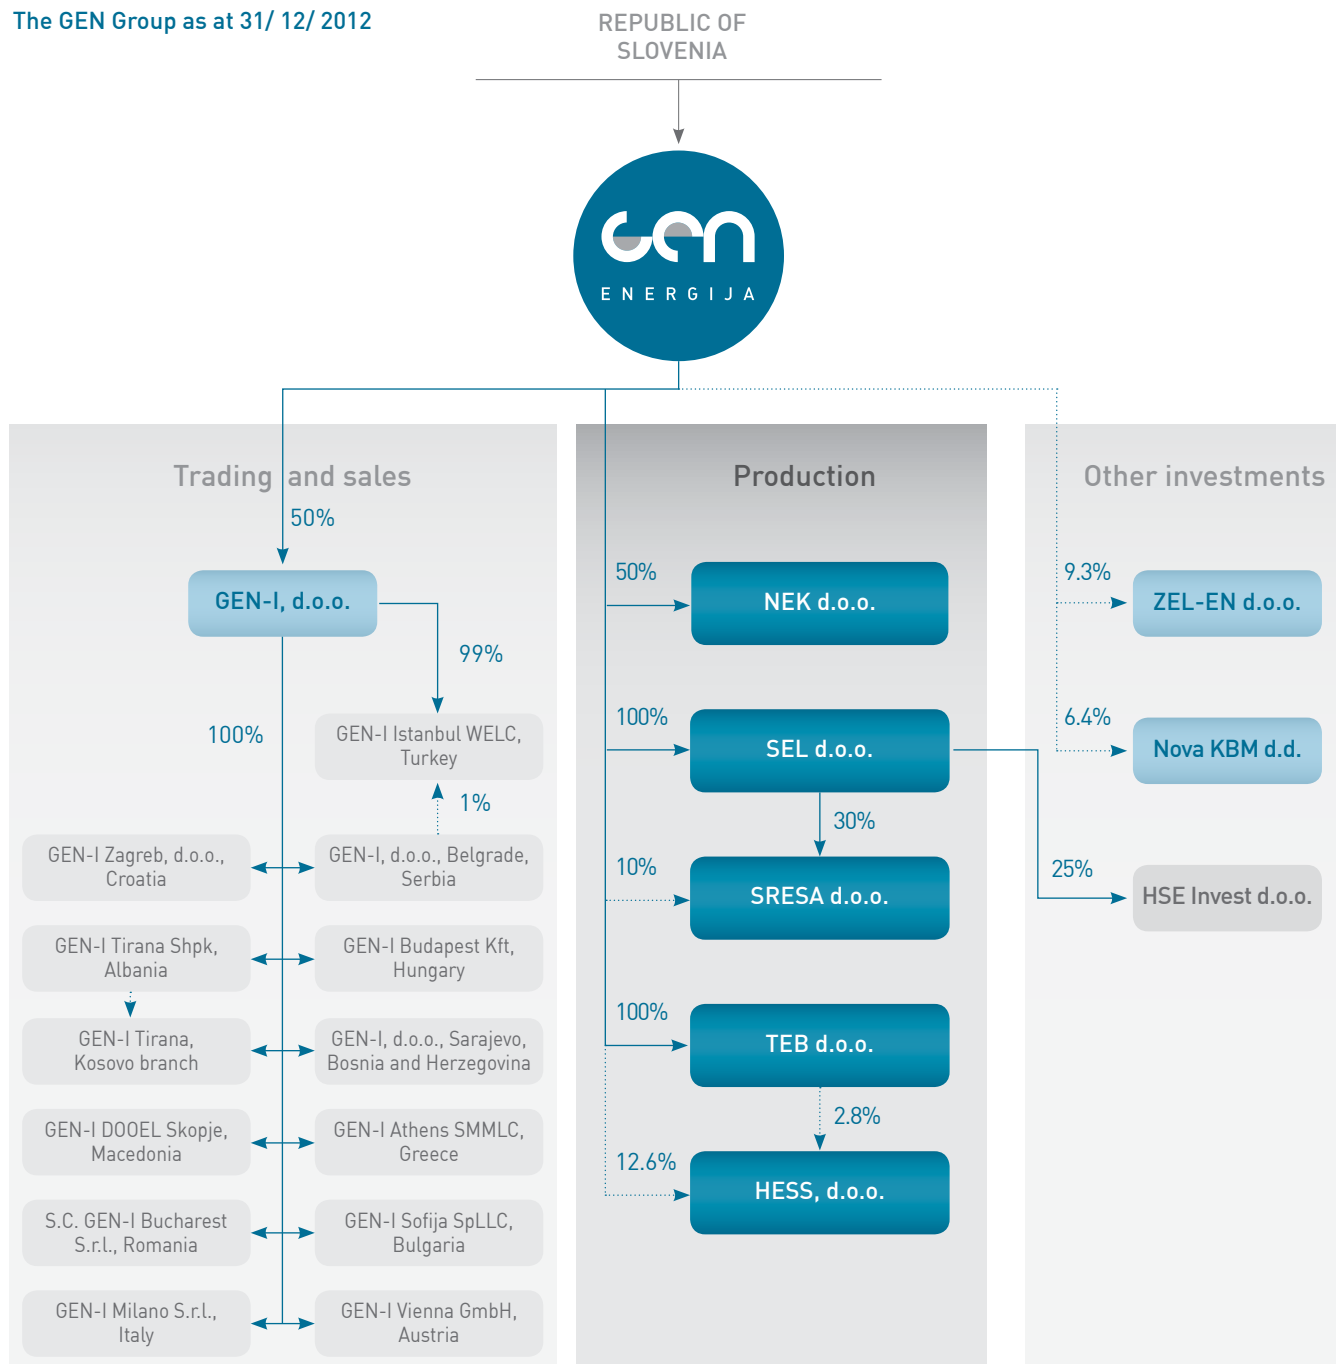 The GEN Group as at 31/ 12/ 2012
REPUBLIC OF
SLOVENIA
gen
ENERGIJA
Trading and sales
50%
GEN-I, d.o.o.
99%
100%
GEN-I Istanbul WELC,
Turkey
1%
GEN-I Zagreb, d.o.o.,
Croatia
GEN-I, d.o.o., Belgrade,
Serbia
GEN-I Tirana Shpk,
Albania
GEN-I Budapest Kft,
Hungary
GEN-I Tirana,
Kosovo branch
GEN-I, d.o.o., Sarajevo,
Bosnia and Herzegovina
GEN-I DOOEL Skopje,
Macedonia
GEN-I Athens SMMLC,
Greece
S.C. GEN-I Bucharest
S.r.l., Romania
GEN-I Sofija SpLLC,
Bulgaria
GEN-I Milano S.r.l.,
Italy
GEN-I Vienna GmbH,
Austria
Production
50%
NEK d.o.o.
100%
SEL d.o.o.
30%
10%
SRESA d.o.o.
100%
TEB d.o.o.
2.8%
12.6%
HESS, d.o.o.
Other investments
9.3%
ZEL-EN d.o.o.
6.4%
Nova KBM d.d.
25%
HSE Invest d.o.o.